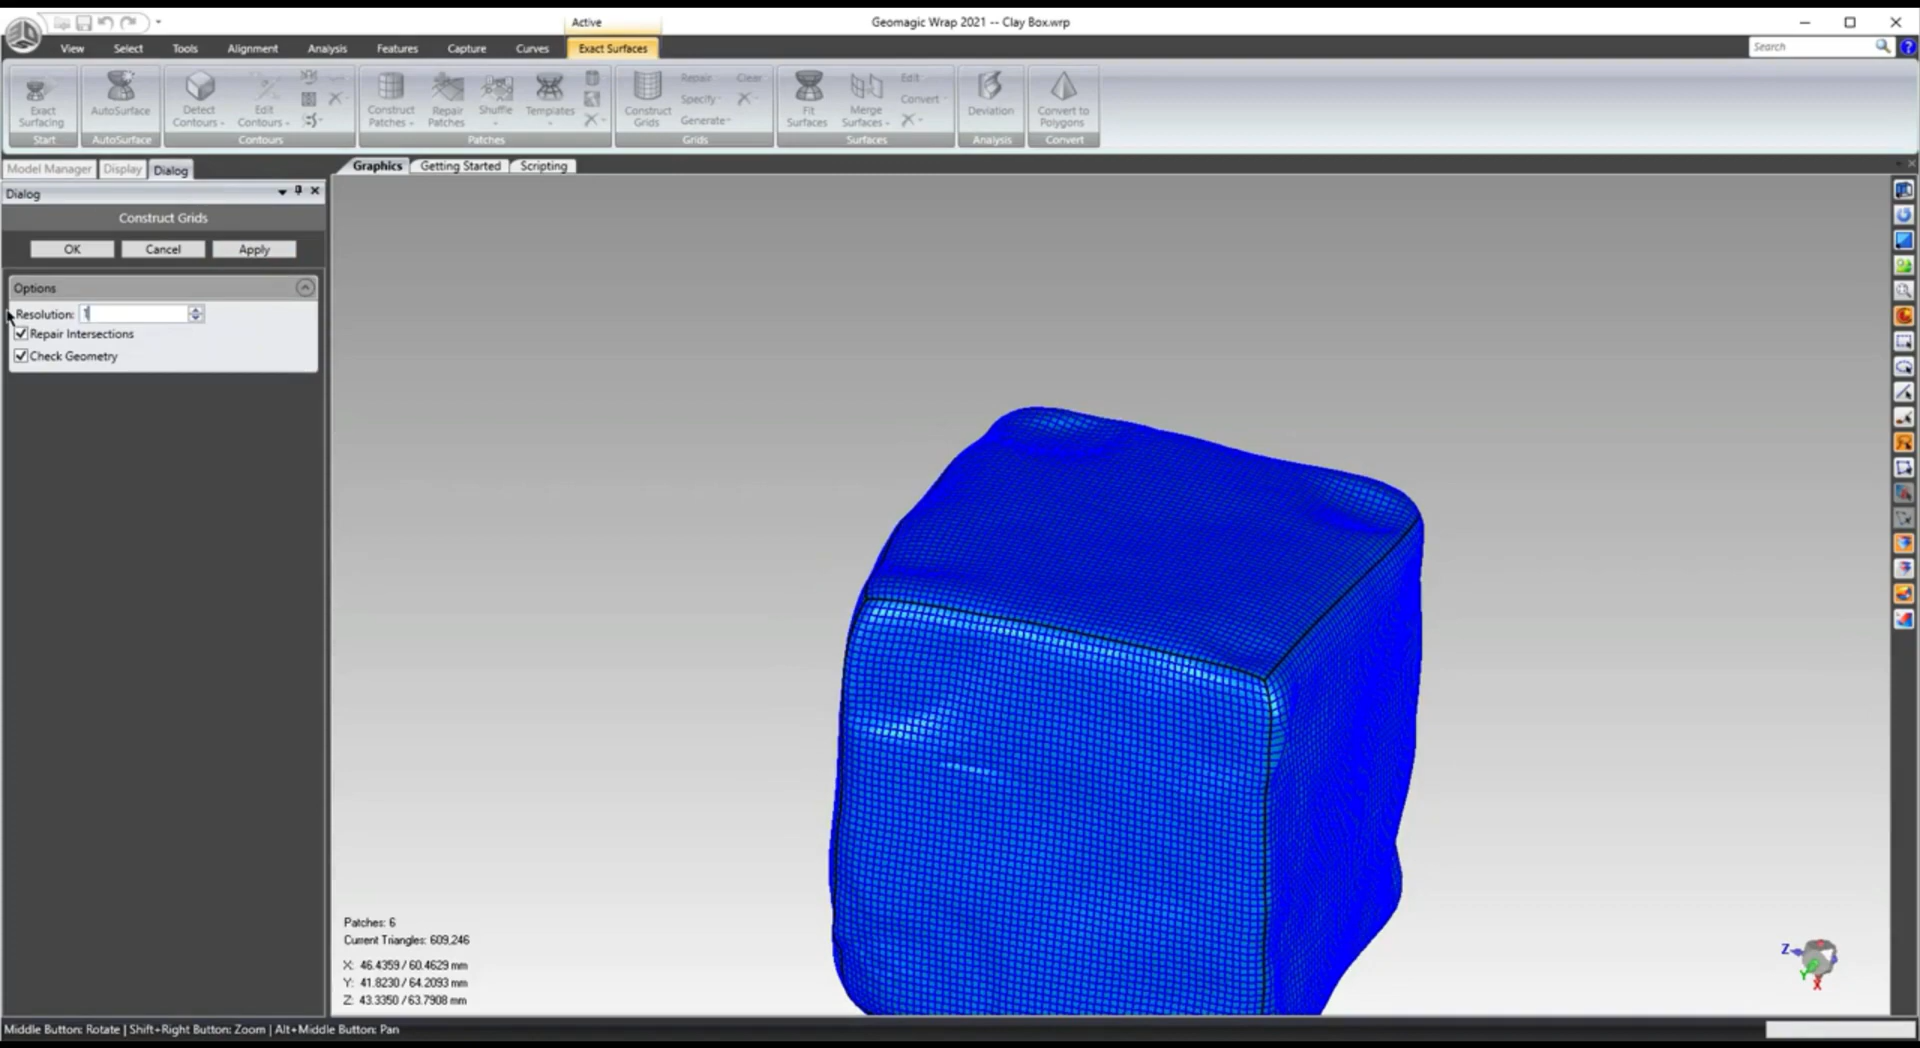 Active
Geomagic Wrap 2021 -- Clay Box.wrp
View Select Tools Alignment Analysis Features Capture Curves Exact Surfaces
Search
Exact Surfacing
AutoSurface
Detect Contours
Edit Contours
Construct Patches
Repair Patches
Shuffle
Templates
Construct Grids
Repair
Specify
Generate
Clear
Fit Surfaces
Merge Surfaces
Edit
Convert
Deviation
Convert to Polygons
Start AutoSurface Contours Patches Grids Surfaces Analysis Convert
Model Manager Display Dialog
Graphics Getting Started Scripting
Dialog
Construct Grids
OK Cancel Apply
Options
Resolution:
Repair Intersections
Check Geometry
Patches: 6
Current Triangles: 609,246
X: 46.4359 / 60.4629 mm
Y: 41.8230 / 64.2093 mm
Z: 43.3350 / 63.7908 mm
Z
Y
X
Middle Button: Rotate | Shift+Right Button: Zoom | Alt+Middle Button: Pan